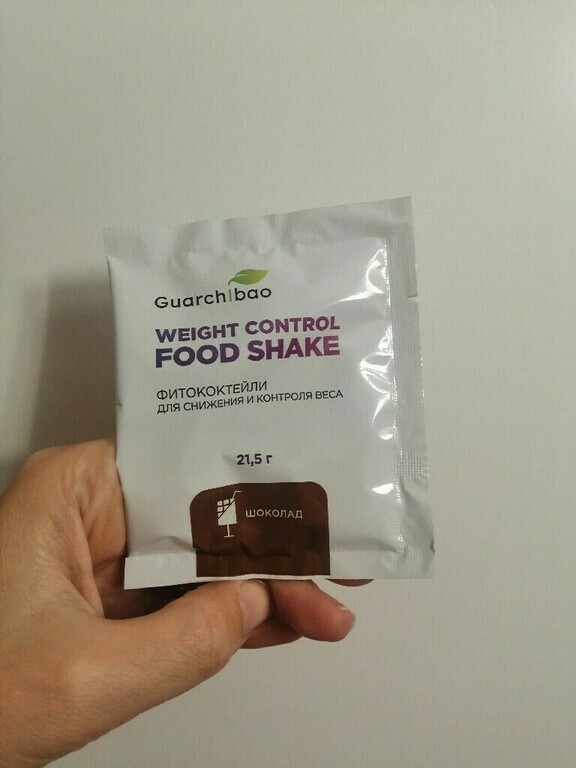 Guarchibao
WEIGHT CONTROL
FOOD SHAKE
ФИТОКОКТЕЙЛИ
ДЛЯ СНИЖЕНИЯ И КОНТРОЛЯ ВЕСА
21,5 г
ШОКОЛАД